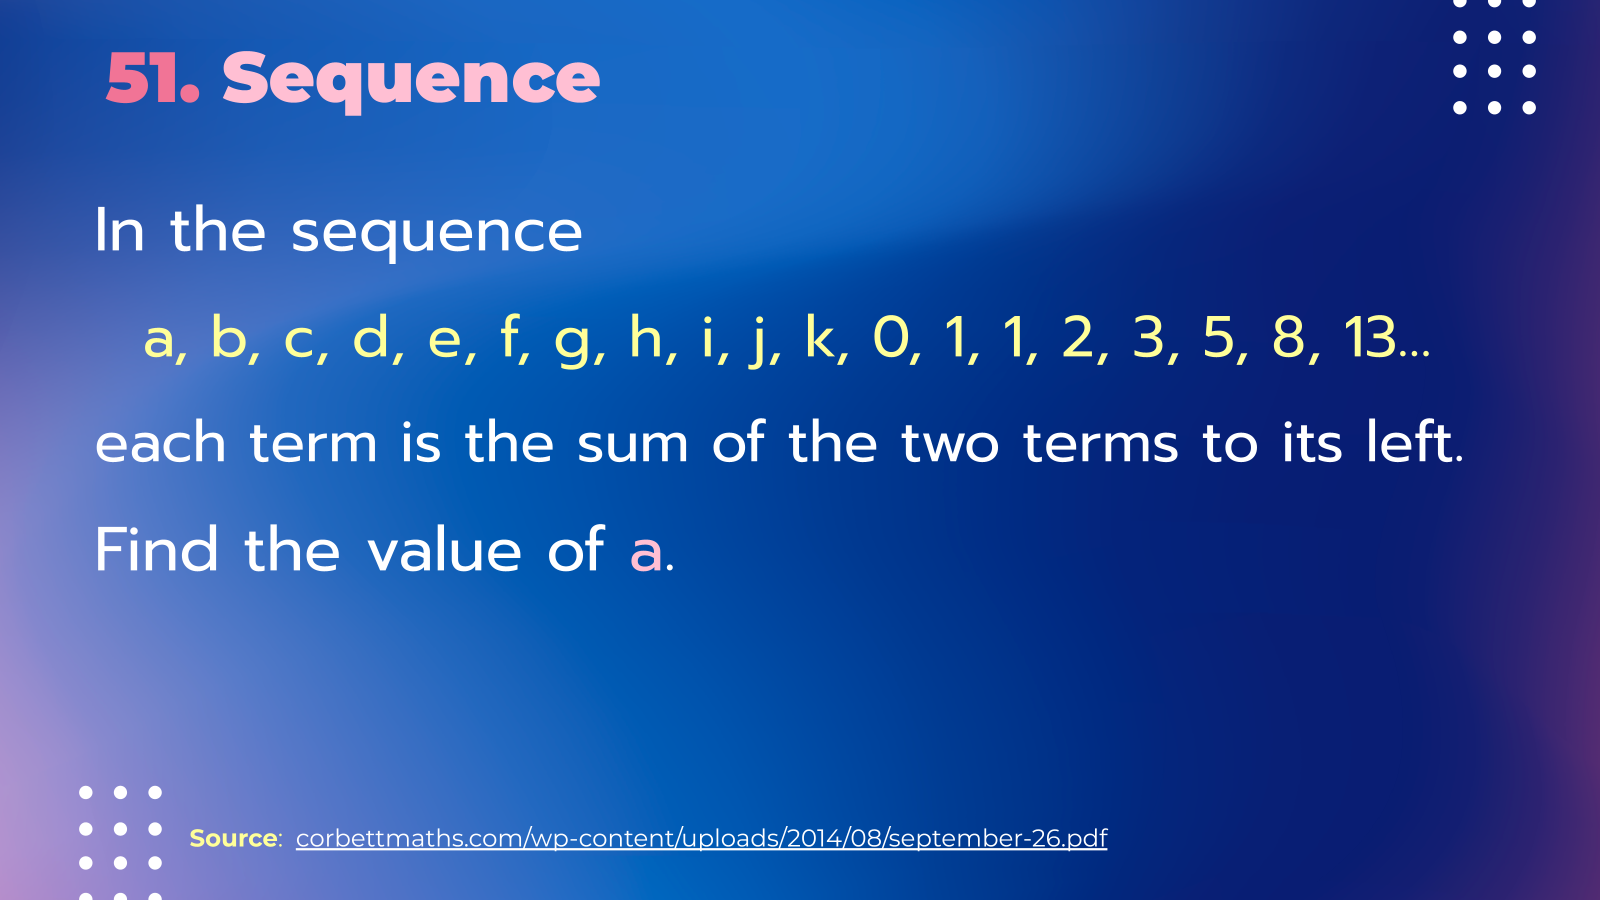 51. Sequence
In the sequence
a, b, c, d, e, f, g, h, i, j, k, 0, 1, 1, 2, 3, 5, 8, 13...
each term is the sum of the two terms to its left.
Find the value of a.
Source: corbettmaths.com/wp-content/uploads/2014/08/september-26.pdf